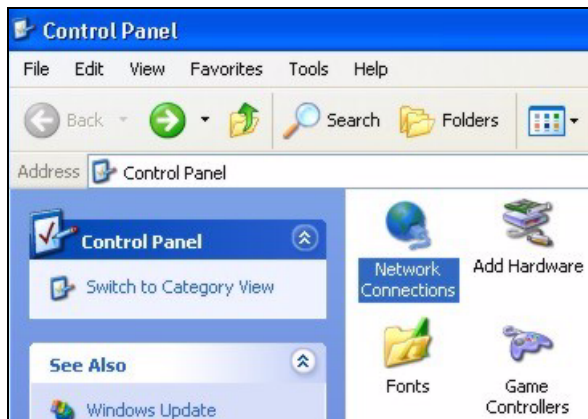 Control Panel
File Edit View Favorites Tools Help
Back Search Folders
Address Control Panel
Control Panel
Switch to Category View
See Also
Windows Update
Network
Connections
Add Hardware
Fonts
Game
Controllers